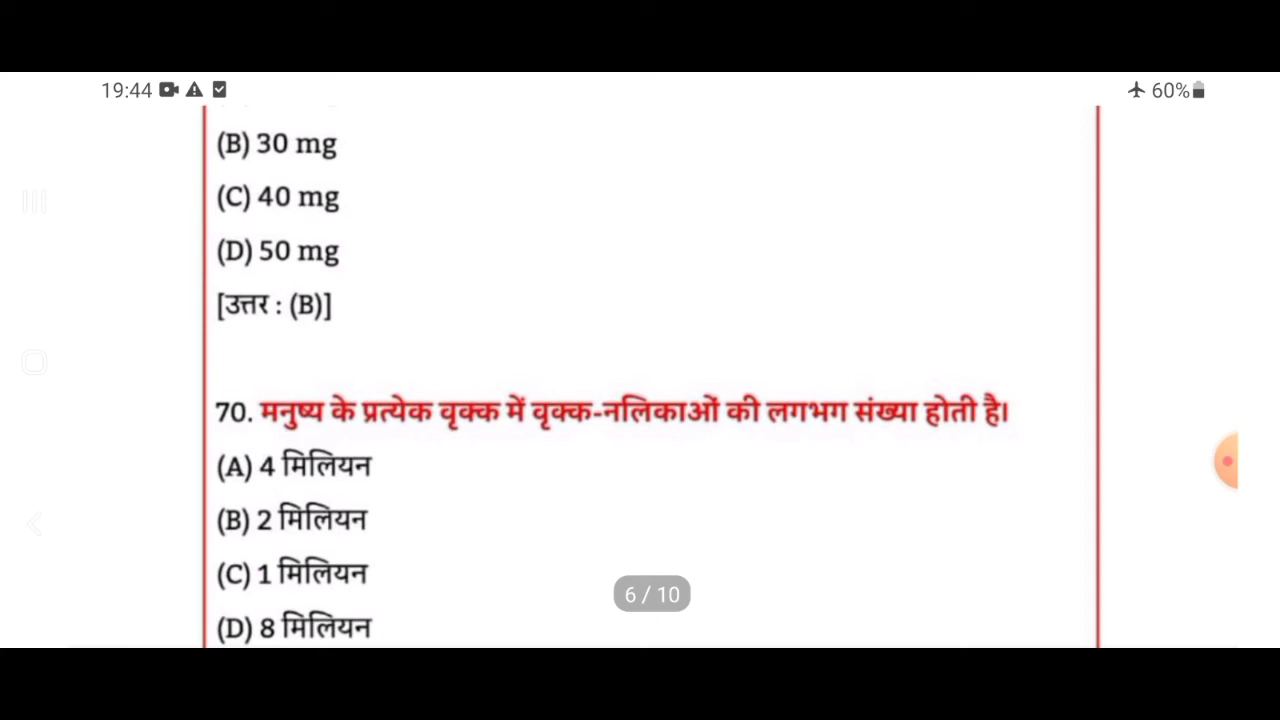 19:44
60%
(B) 30 mg
(C) 40 mg
(D) 50 mg
[उत्तर : (B)]
70. मनुष्य के प्रत्येक वृक्क में वृक्क-नलिकाओं की लगभग संख्या होती है।
(A) 4 मिलियन
(B) 2 मिलियन
(C) 1 मिलियन
6 / 10
(D) 8 मिलियन